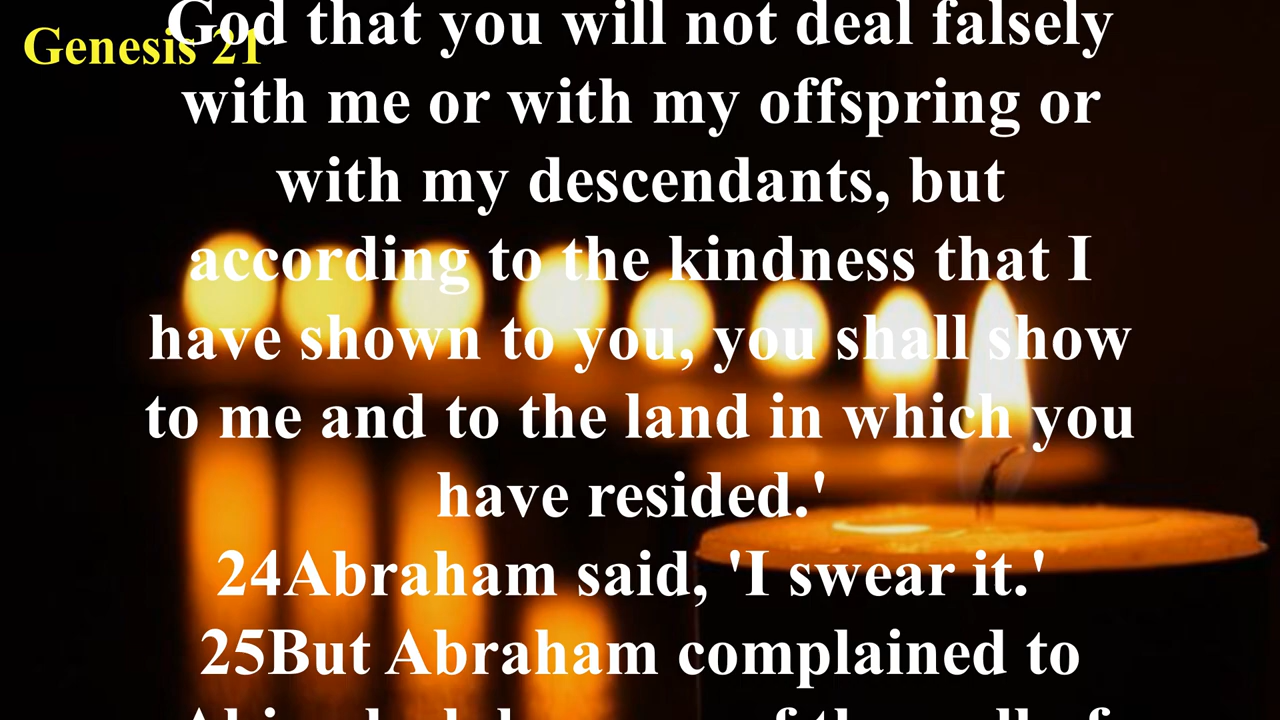 Genesis 21
God that you will not deal falsely
with me or with my offspring or
with my descendants, but
according to the kindness that I
have shown to you, you shall show
to me and to the land in which you
have resided.'
24Abraham said, 'I swear it.'
25But Abraham complained to